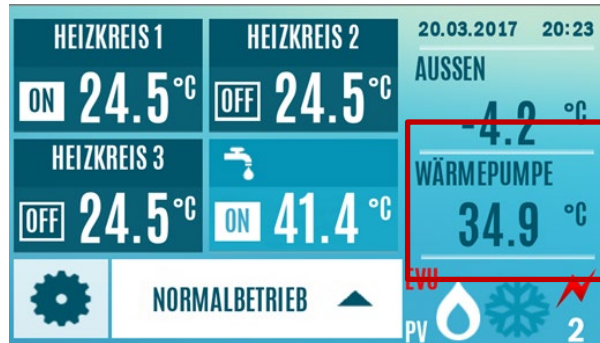 HEIZKREIS 1
ON 24.5 °C
HEIZKREIS 2
OFF 24.5 °C
20.03.2017 20:23
AUSSEN
-4.2 °C
HEIZKREIS 3
OFF 24.5 °C
ON 41.4 °C
WÄRMEPUMPE
34.9 °C
NORMALBETRIEB
EVU
PV
2